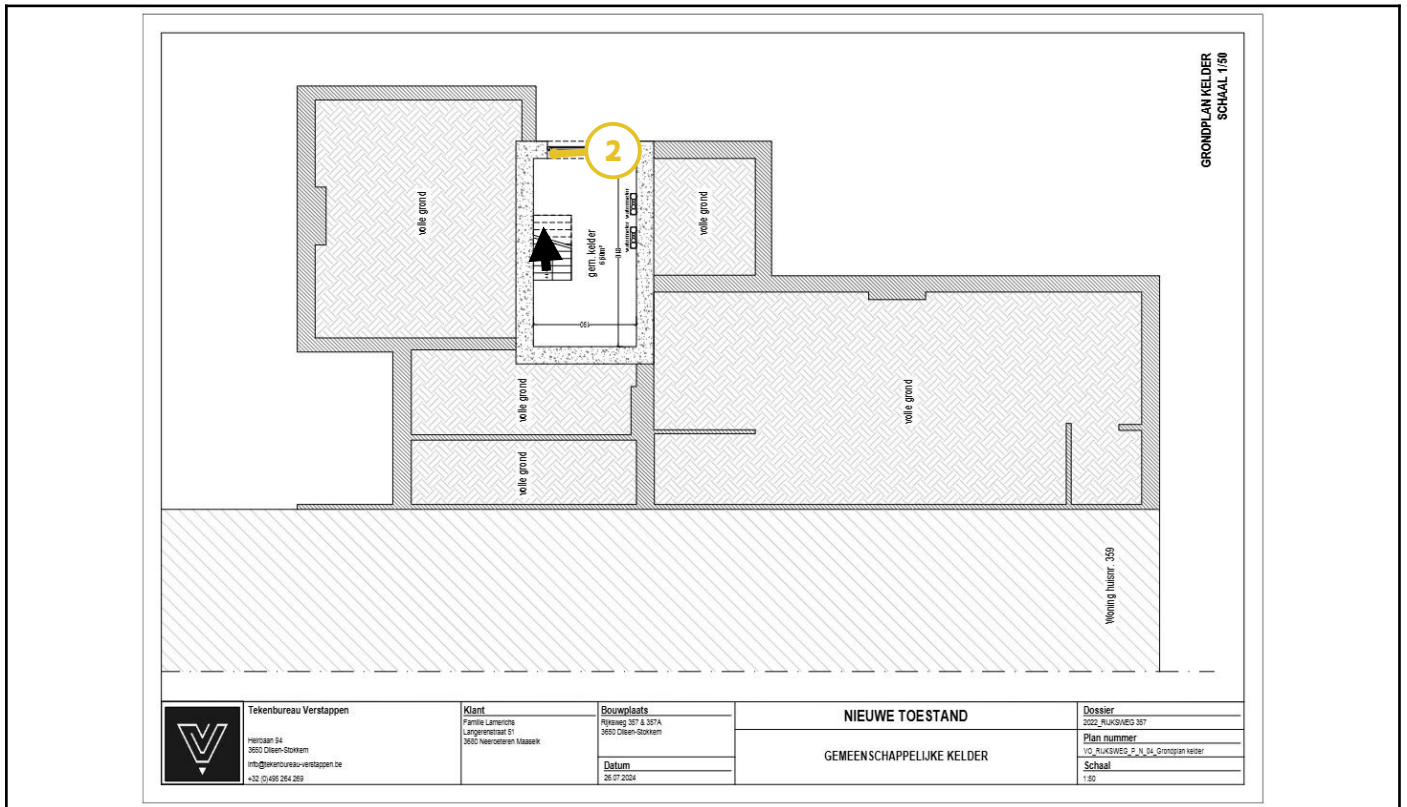 GRONDPLAN KELDER
SCHAAL 1/50
2
volle grond
volle grond
gem. kelder
watermeter
watermeter
190
volle grond
volle grond
volle grond
Woning huisnr. 359
Tekenbureau Verstappen
Heirbaan 94
3650 Dilsen-Stokkem
info@tekenbureau-verstappen.be
+32 (0)495 264 269
Klant
Familie Lamerichs
Langerenstraat 51
3680 Neeroeteren Maaseik
Bouwplaats
Rijksweg 357 & 357A
3650 Dilsen-Stokkem
Datum
26.07.2024
NIEUWE TOESTAND
GEMEENSCHAPPELIJKE KELDER
Dossier
2022_RIJKSWEG 357
Plan nummer
VO_RIJKSWEG_P_N_04_Grondplan kelder
Schaal
1:50